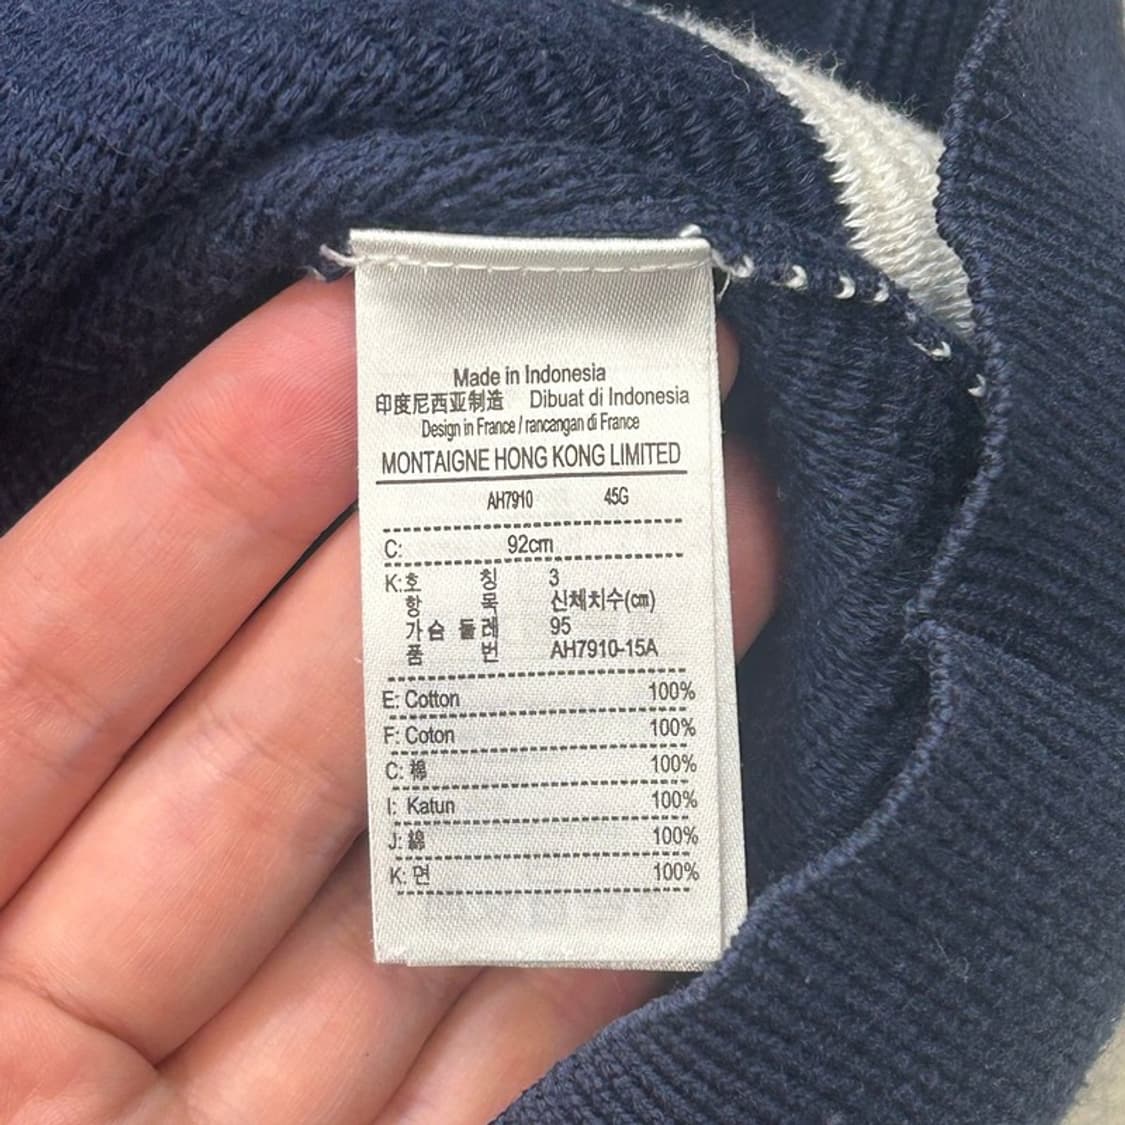 Made in Indonesia
印度尼西亚制造 Dibuat di Indonesia
Design in France / rancangan di France
MONTAIGNE HONG KONG LIMITED
AH7910 45G
C: 92cm
K:호 칭 3
항 목 신체치수(㎝)
가슴 둘레 95
품 번 AH7910-15A
E: Cotton 100%
F: Coton 100%
C: 棉 100%
I: Katun 100%
J: 綿 100%
K: 면 100%